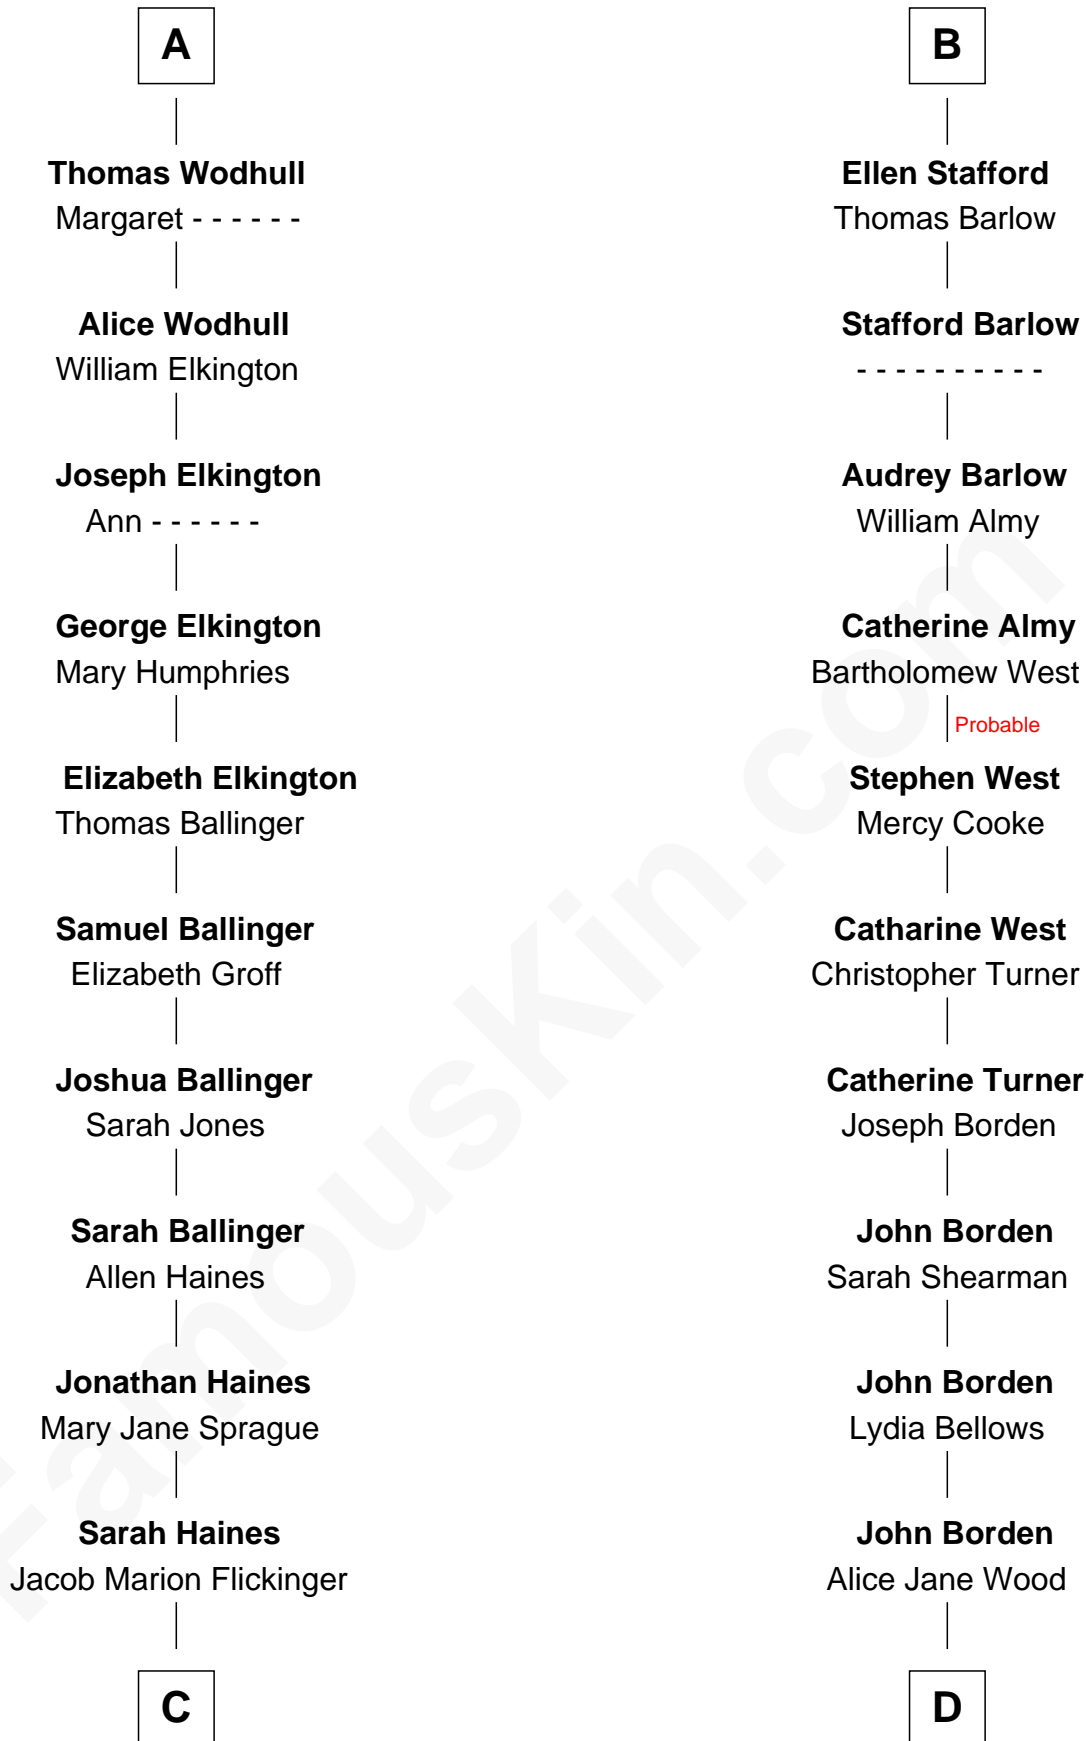 A
Thomas Wodhull
Margaret - - - - - -
Alice Wodhull
William Elkington
Joseph Elkington
Ann - - - - - -
George Elkington
Mary Humphries
Elizabeth Elkington
Thomas Ballinger
Samuel Ballinger
Elizabeth Groff
Joshua Ballinger
Sarah Jones
Sarah Ballinger
Allen Haines
Jonathan Haines
Mary Jane Sprague
Sarah Haines
Jacob Marion Flickinger
C
B
Ellen Stafford
Thomas Barlow
Stafford Barlow
- - - - - - - - - -
Audrey Barlow
William Almy
Catherine Almy
Bartholomew West
Probable
Stephen West
Mercy Cooke
Catharine West
Christopher Turner
Catherine Turner
Joseph Borden
John Borden
Sarah Shearman
John Borden
Lydia Bellows
John Borden
Alice Jane Wood
D
FamousKin.com